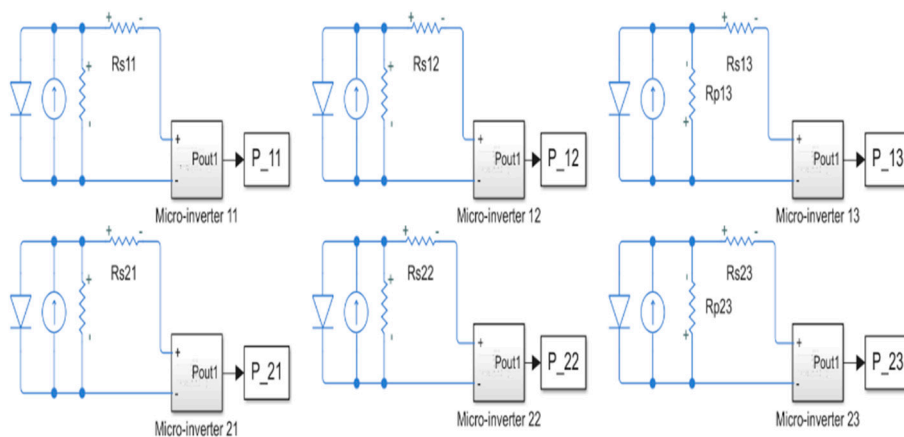 Rs11
Pout1
P_11
Micro-inverter 11
Rs12
Pout1
P_12
Micro-inverter 12
Rs13
Rp13
Pout1
P_13
Micro-inverter 13
Rs21
Pout1
P_21
Micro-inverter 21
Rs22
Pout1
P_22
Micro-inverter 22
Rs23
Rp23
Pout1
P_23
Micro-inverter 23